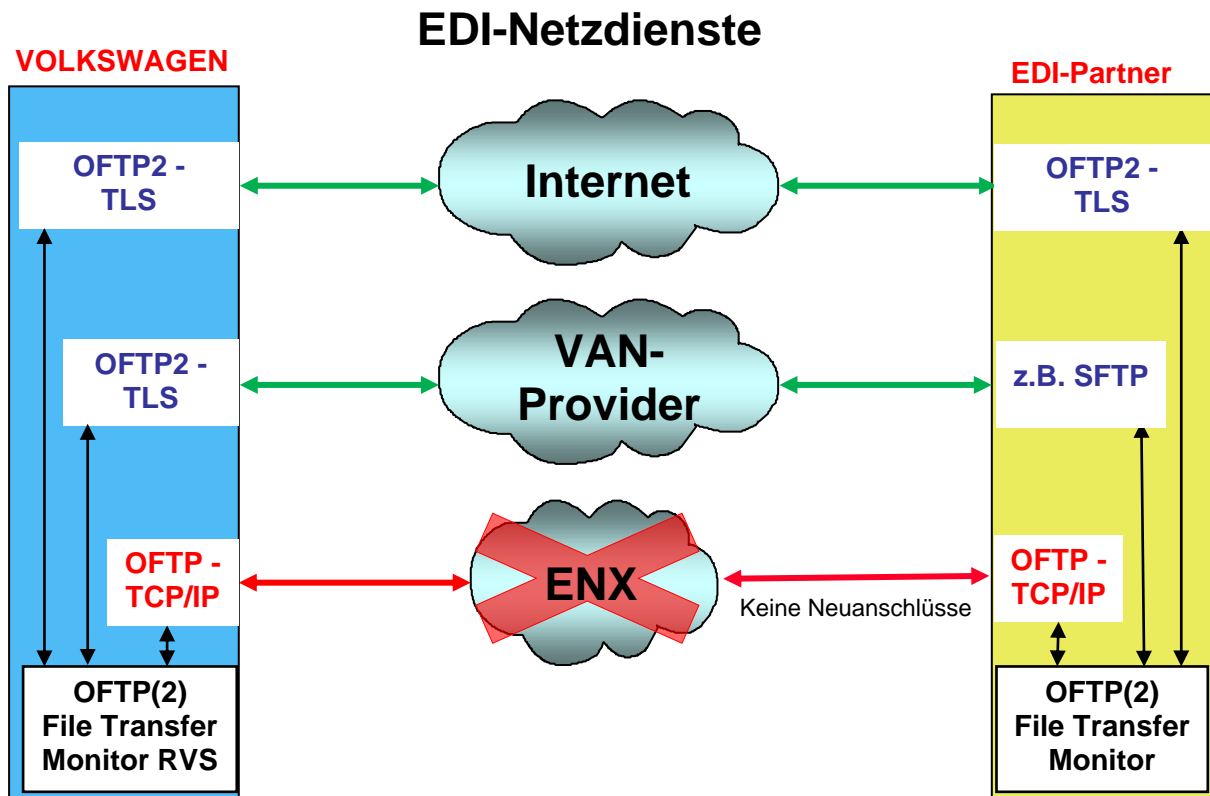 EDI-Netzdienste
VOLKSWAGEN
EDI-Partner
OFTP2 -
TLS
Internet
OFTP2 -
TLS
OFTP2 -
TLS
VAN-
Provider
z.B. SFTP
OFTP -
TCP/IP
ENX
Keine Neuanschlüsse
OFTP -
TCP/IP
OFTP(2)
File Transfer
Monitor RVS
OFTP(2)
File Transfer
Monitor